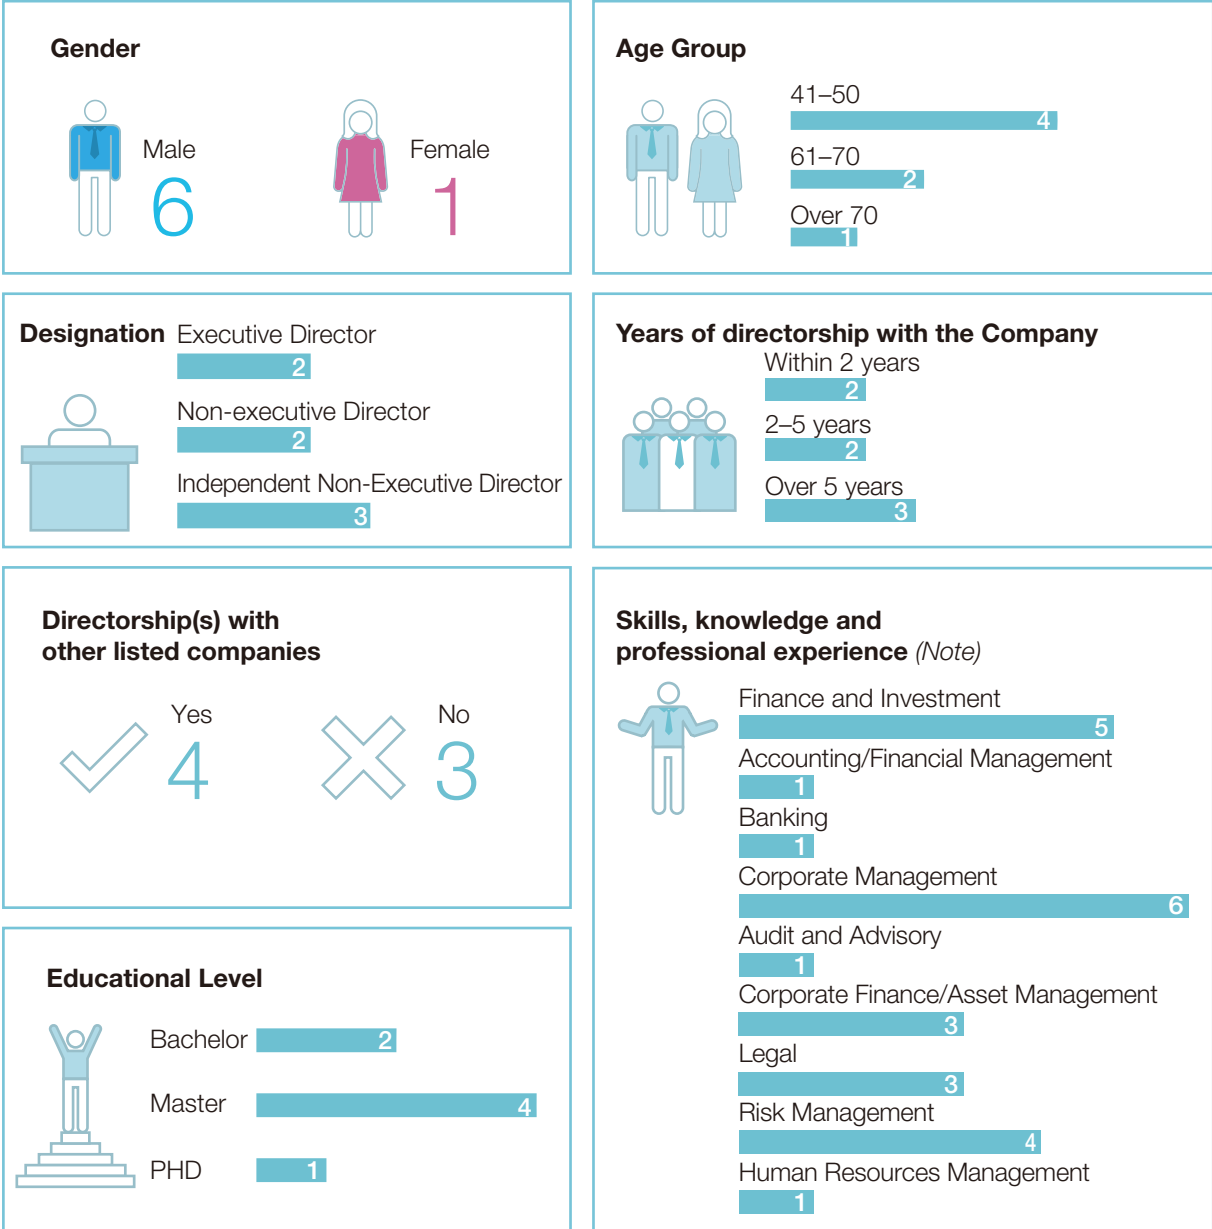 Gender
Male
6
Female
1
Age Group
41–50
4
61–70
2
Over 70
1
Designation
Executive Director
2
Non-executive Director
2
Independent Non-Executive Director
3
Years of directorship with the Company
Within 2 years
2
2–5 years
2
Over 5 years
3
Directorship(s) with
other listed companies
Yes
4
No
3
Skills, knowledge and
professional experience (Note)
Finance and Investment
5
Accounting/Financial Management
1
Banking
1
Corporate Management
6
Audit and Advisory
1
Corporate Finance/Asset Management
3
Legal
3
Risk Management
4
Human Resources Management
1
Educational Level
Bachelor
2
Master
4
PHD
1